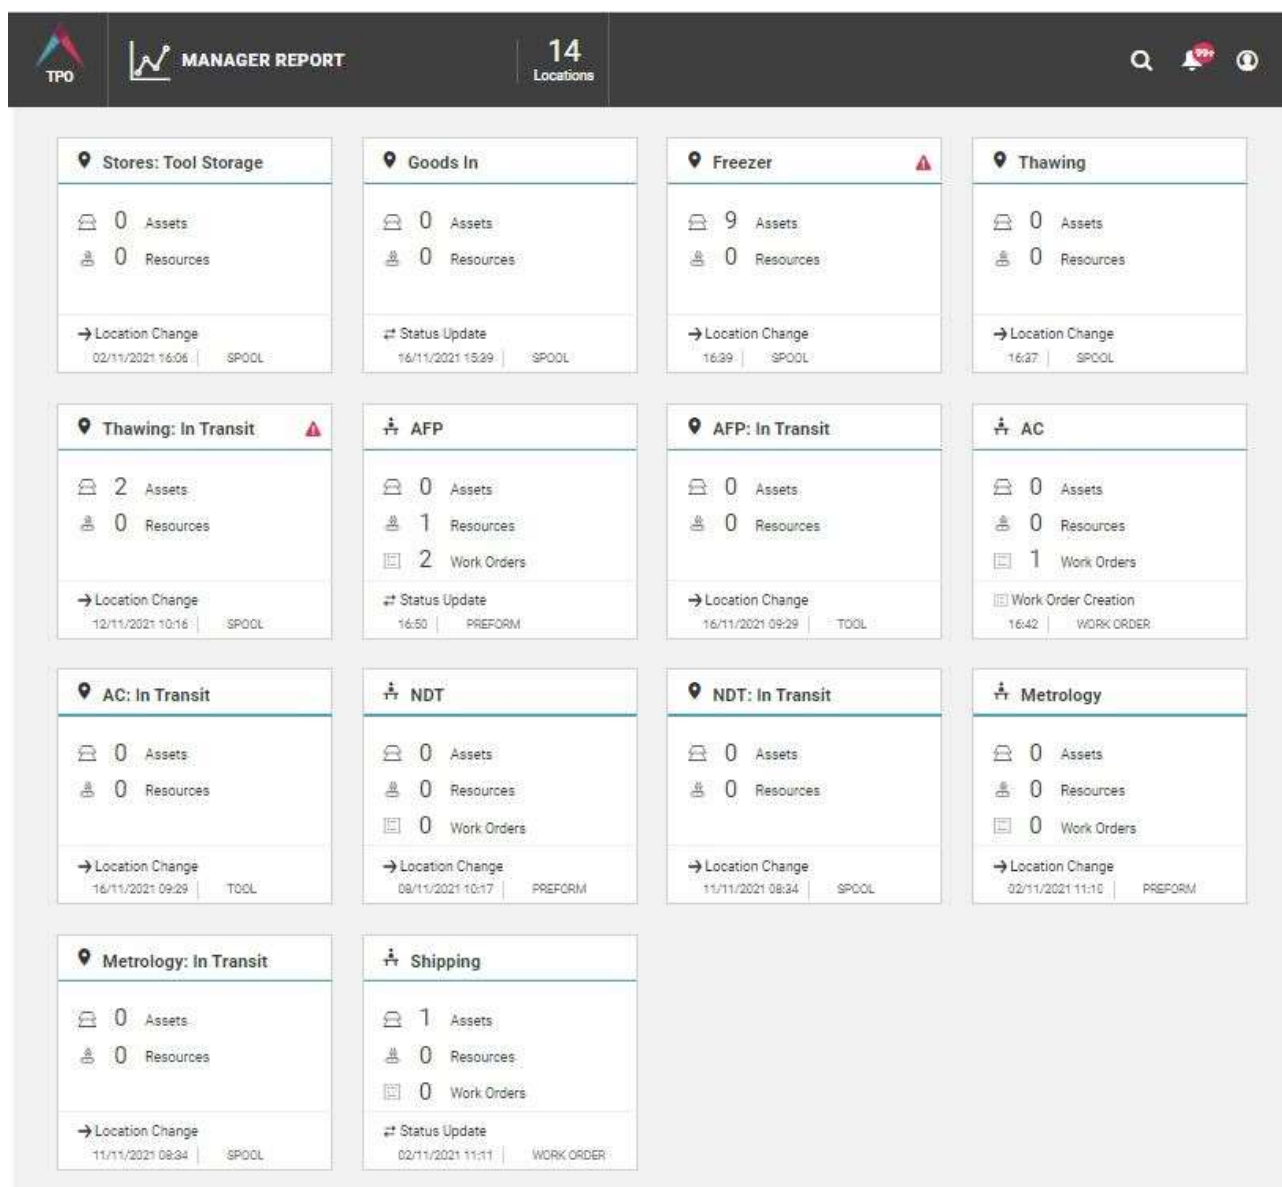 TPO
MANAGER REPORT
14
Locations
99+
Stores: Tool Storage
0 Assets
0 Resources
Location Change
02/11/2021 16:06 SPOOL
Goods In
0 Assets
0 Resources
Status Update
16/11/2021 15:39 SPOOL
Freezer
9 Assets
0 Resources
Location Change
16:39 SPOOL
Thawing
0 Assets
0 Resources
Location Change
16:37 SPOOL
Thawing: In Transit
2 Assets
0 Resources
Location Change
12/11/2021 10:16 SPOOL
AFP
0 Assets
1 Resources
2 Work Orders
Status Update
16:50 PREFORM
AFP: In Transit
0 Assets
0 Resources
Location Change
16/11/2021 09:29 TOOL
AC
0 Assets
0 Resources
1 Work Orders
Work Order Creation
16:42 WORK ORDER
AC: In Transit
0 Assets
0 Resources
Location Change
16/11/2021 09:29 TOOL
NDT
0 Assets
0 Resources
0 Work Orders
Location Change
08/11/2021 10:17 PREFORM
NDT: In Transit
0 Assets
0 Resources
Location Change
11/11/2021 08:34 SPOOL
Metrology
0 Assets
0 Resources
0 Work Orders
Location Change
02/11/2021 11:10 PREFORM
Metrology: In Transit
0 Assets
0 Resources
Location Change
11/11/2021 08:34 SPOOL
Shipping
1 Assets
0 Resources
0 Work Orders
Status Update
02/11/2021 11:11 WORK ORDER